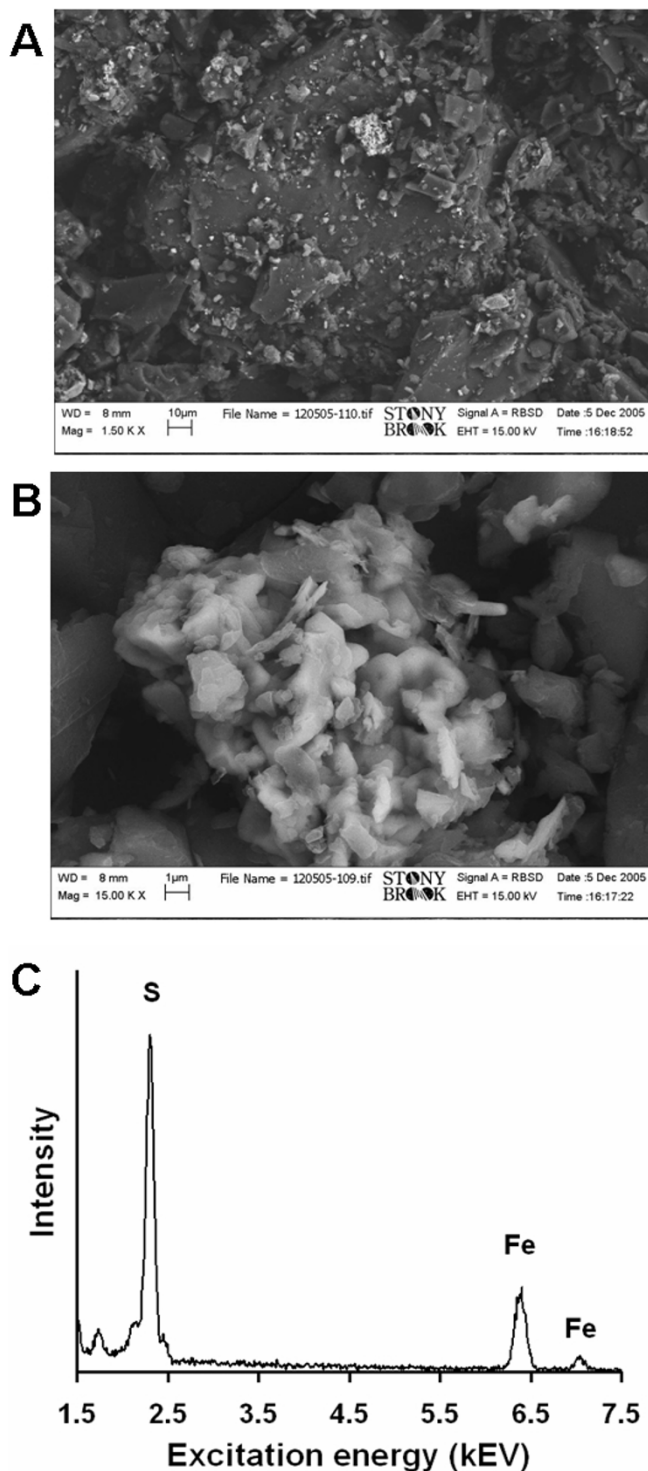 A
WD = 8 mm 10µm File Name = 120505-110.tif STONY Signal A = RBSD Date :5 Dec 2005
Mag = 1.50 K X BROOK EHT = 15.00 kV Time :16:18:52
B
WD = 8 mm 1µm File Name = 120505-109.tif STONY Signal A = RBSD Date :5 Dec 2005
Mag = 15.00 K X BROOK EHT = 15.00 kV Time :16:17:22
C
S
Fe
Fe
Intensity
1.5 2.5 3.5 4.5 5.5 6.5 7.5
Excitation energy (kEV)